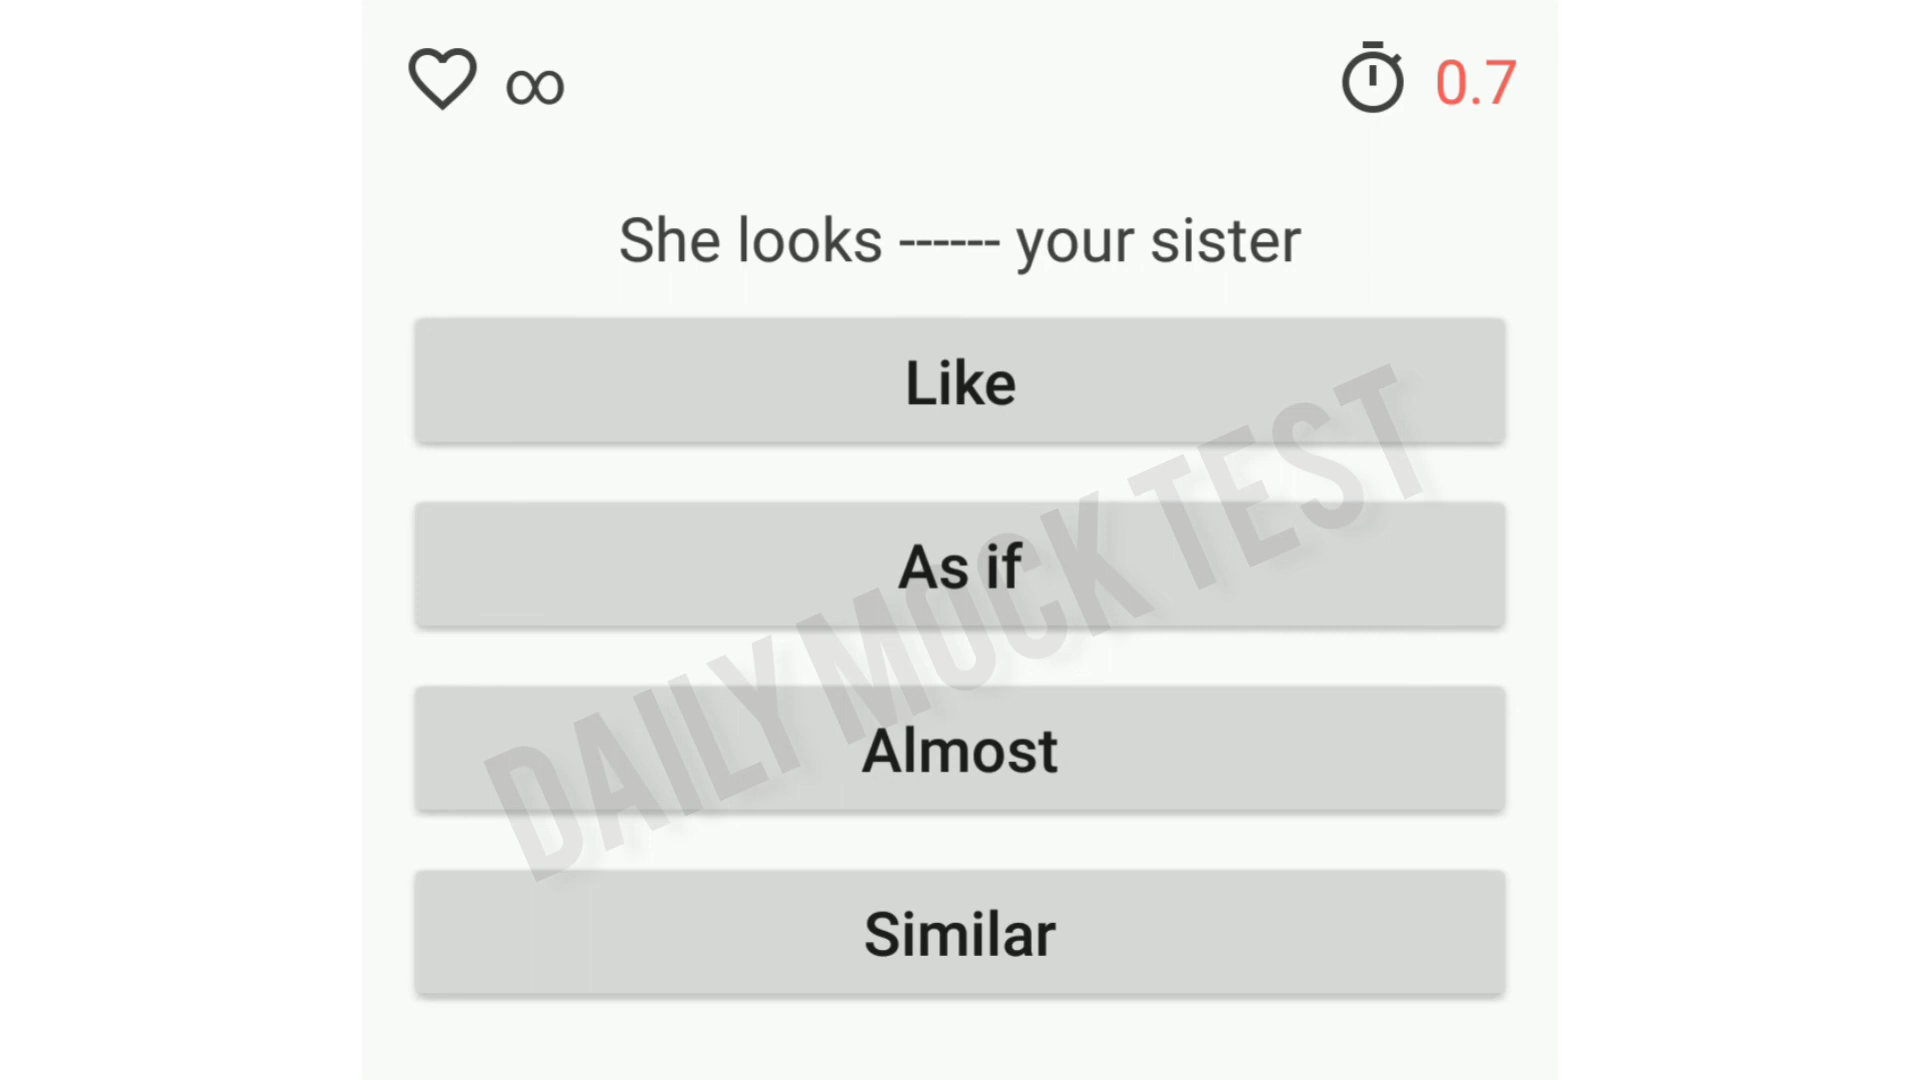 ∞ 0.7
She looks ------ your sister
Like
As if
Almost
Similar
DAILY MOCK TEST